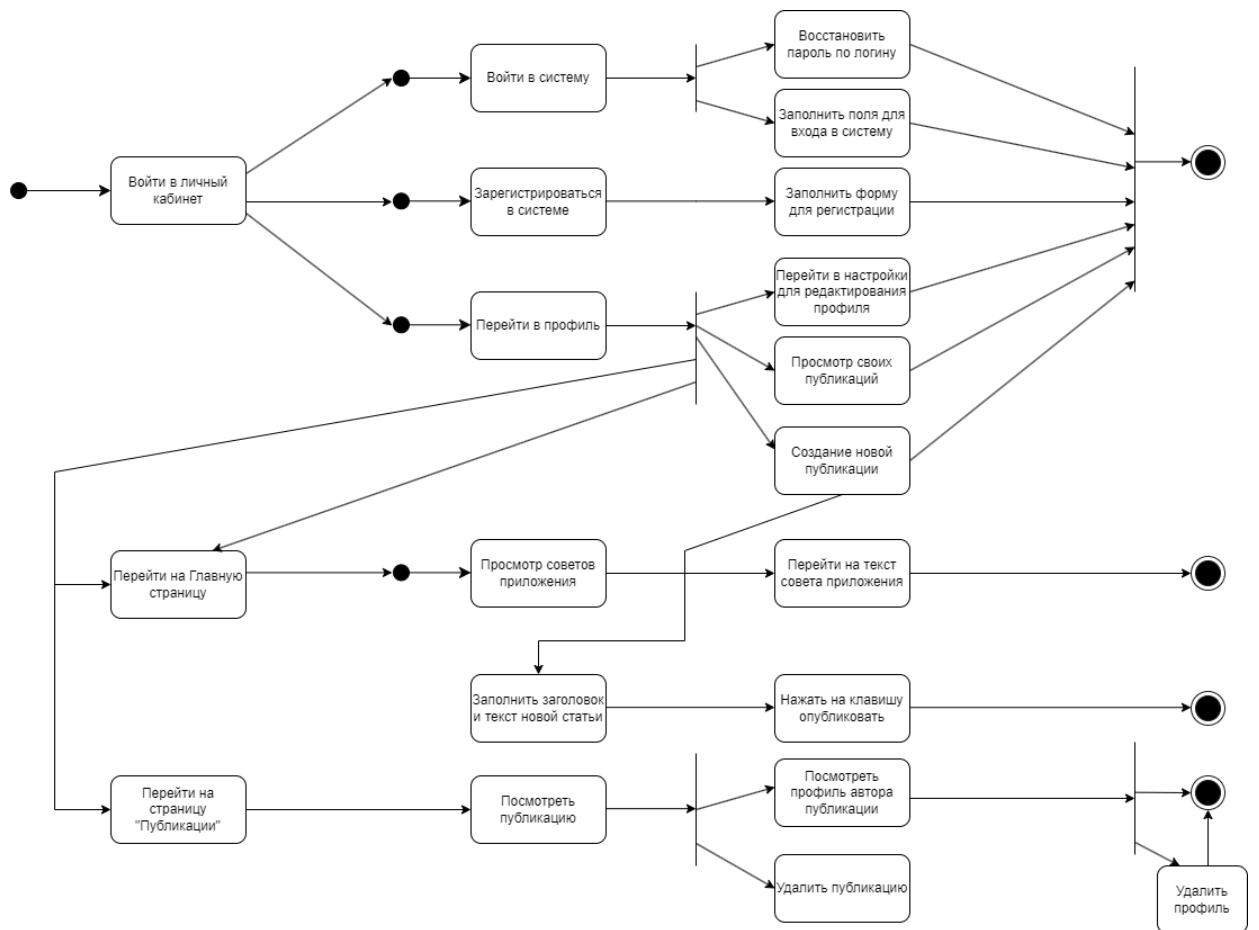 Восстановить
пароль по логину
Войти в систему
Заполнить поля для
входа в систему
Войти в личный
кабинет
Зарегистрироваться
в системе
Заполнить форму
для регистрации
Перейти в настройки
для редактирования
профиля
Перейти в профиль
Просмотр своих
публикаций
Создание новой
публикации
Перейти на Главную
страницу
Просмотр советов
приложения
Перейти на текст
совета приложения
Заполнить заголовок
и текст новой статьи
Нажать на клавишу
опубликовать
Перейти на
страницу
"Публикации"
Посмотреть
публикацию
Посмотреть
профиль автора
публикации
Удалить публикацию
Удалить
профиль